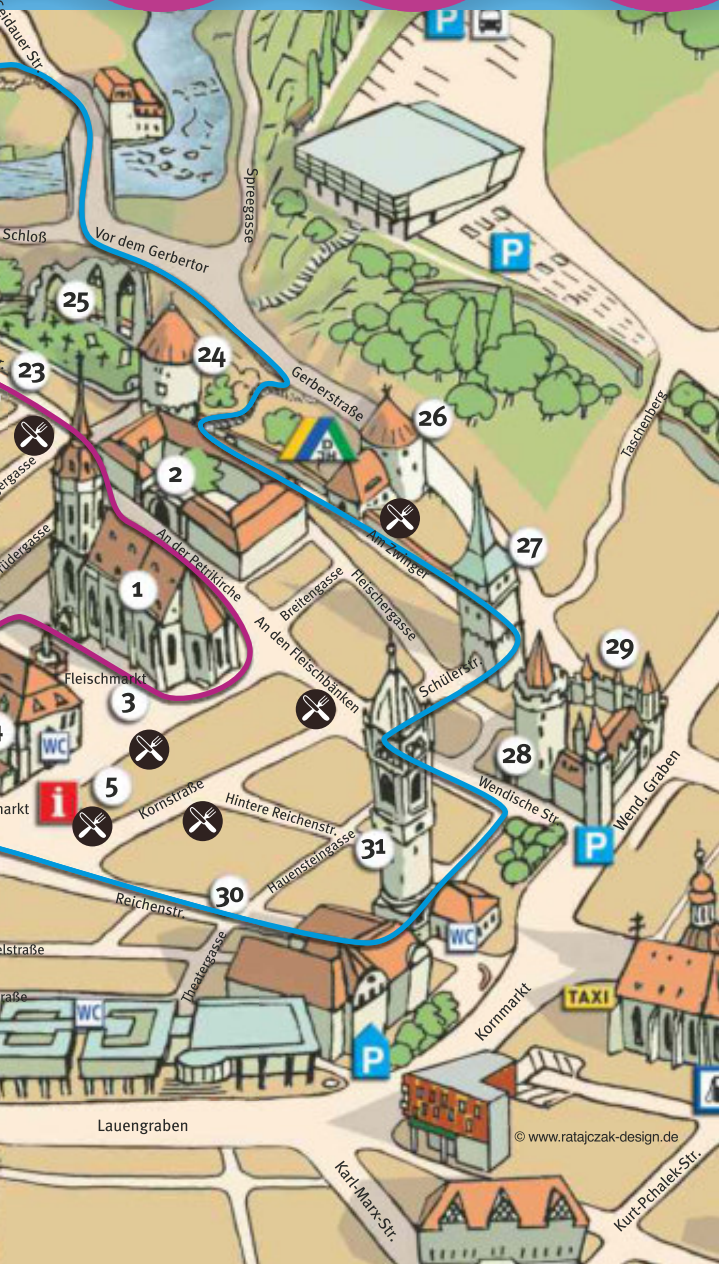 P
Spreegasse
Schloß
Vor dem Gerbertor
P
25
24
23
Gerberstraße
26
Taschenberg
2
DJH
27
Am Zwinger
An der Petrikirche
1
Breitengasse
Fleischergasse
An den Fleischbänken
29
Schülerstr.
Fleischmarkt
3
WC
28
5
i
Kornstraße
Hintere Reichenstr.
Wendische Str.
Wend. Graben
P
Hauensteingasse
31
30
Reichenstr.
WC
Theatergasse
TAXI
WC
Kornmarkt
P
Lauengraben
© www.ratajczak-design.de
Karl-Marx-Str.
Kurt-Pchalek-Str.